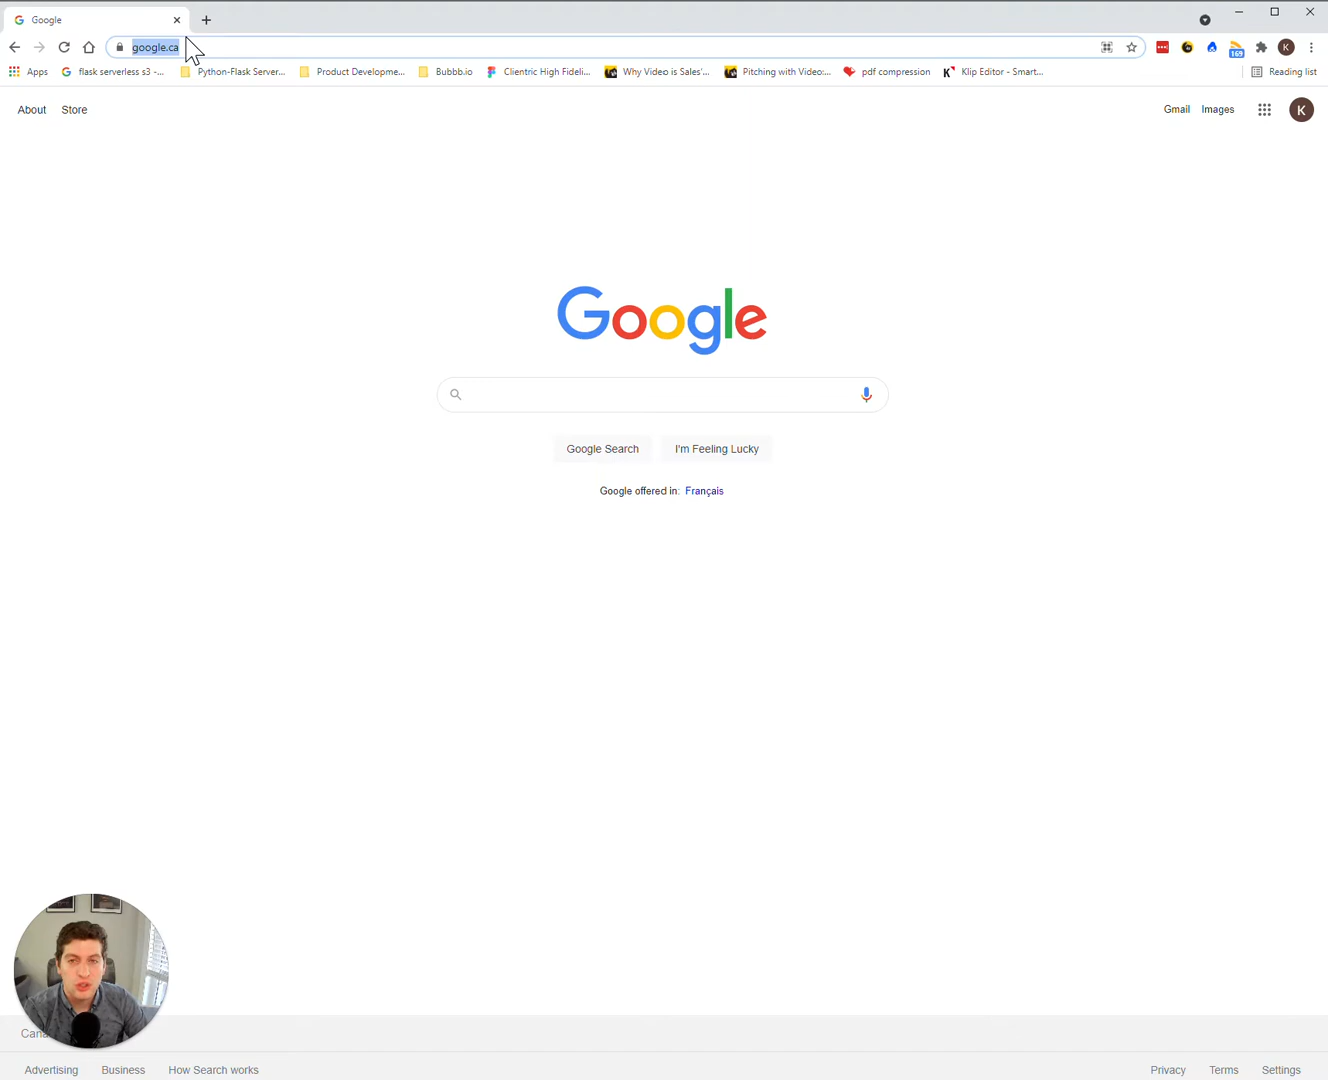 Google
google.ca
169
K
Apps
flask serverless s3 -...
Python-Flask Server...
Product Developme...
Bubbb.io
Clientric High Fideli...
Why Video is Sales'...
Pitching with Video:...
pdf compression
Klip Editor - Smart...
Reading list
About
Store
Gmail
Images
K
Google
Google Search
I'm Feeling Lucky
Google offered in: Français
Advertising
Business
How Search works
Privacy
Terms
Settings